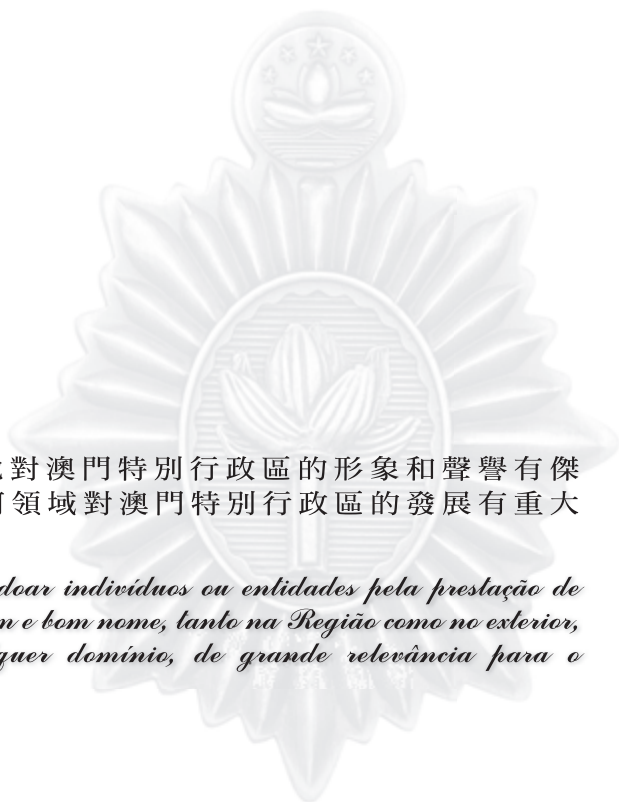 對澳門特別行政區的形象和聲譽有傑
領域對澳門特別行政區的發展有重大
doar indivíduos ou entidades pela prestação de
m e bom nome, tanto na Região como no exterior,
quer domínio, de grande relevância para o